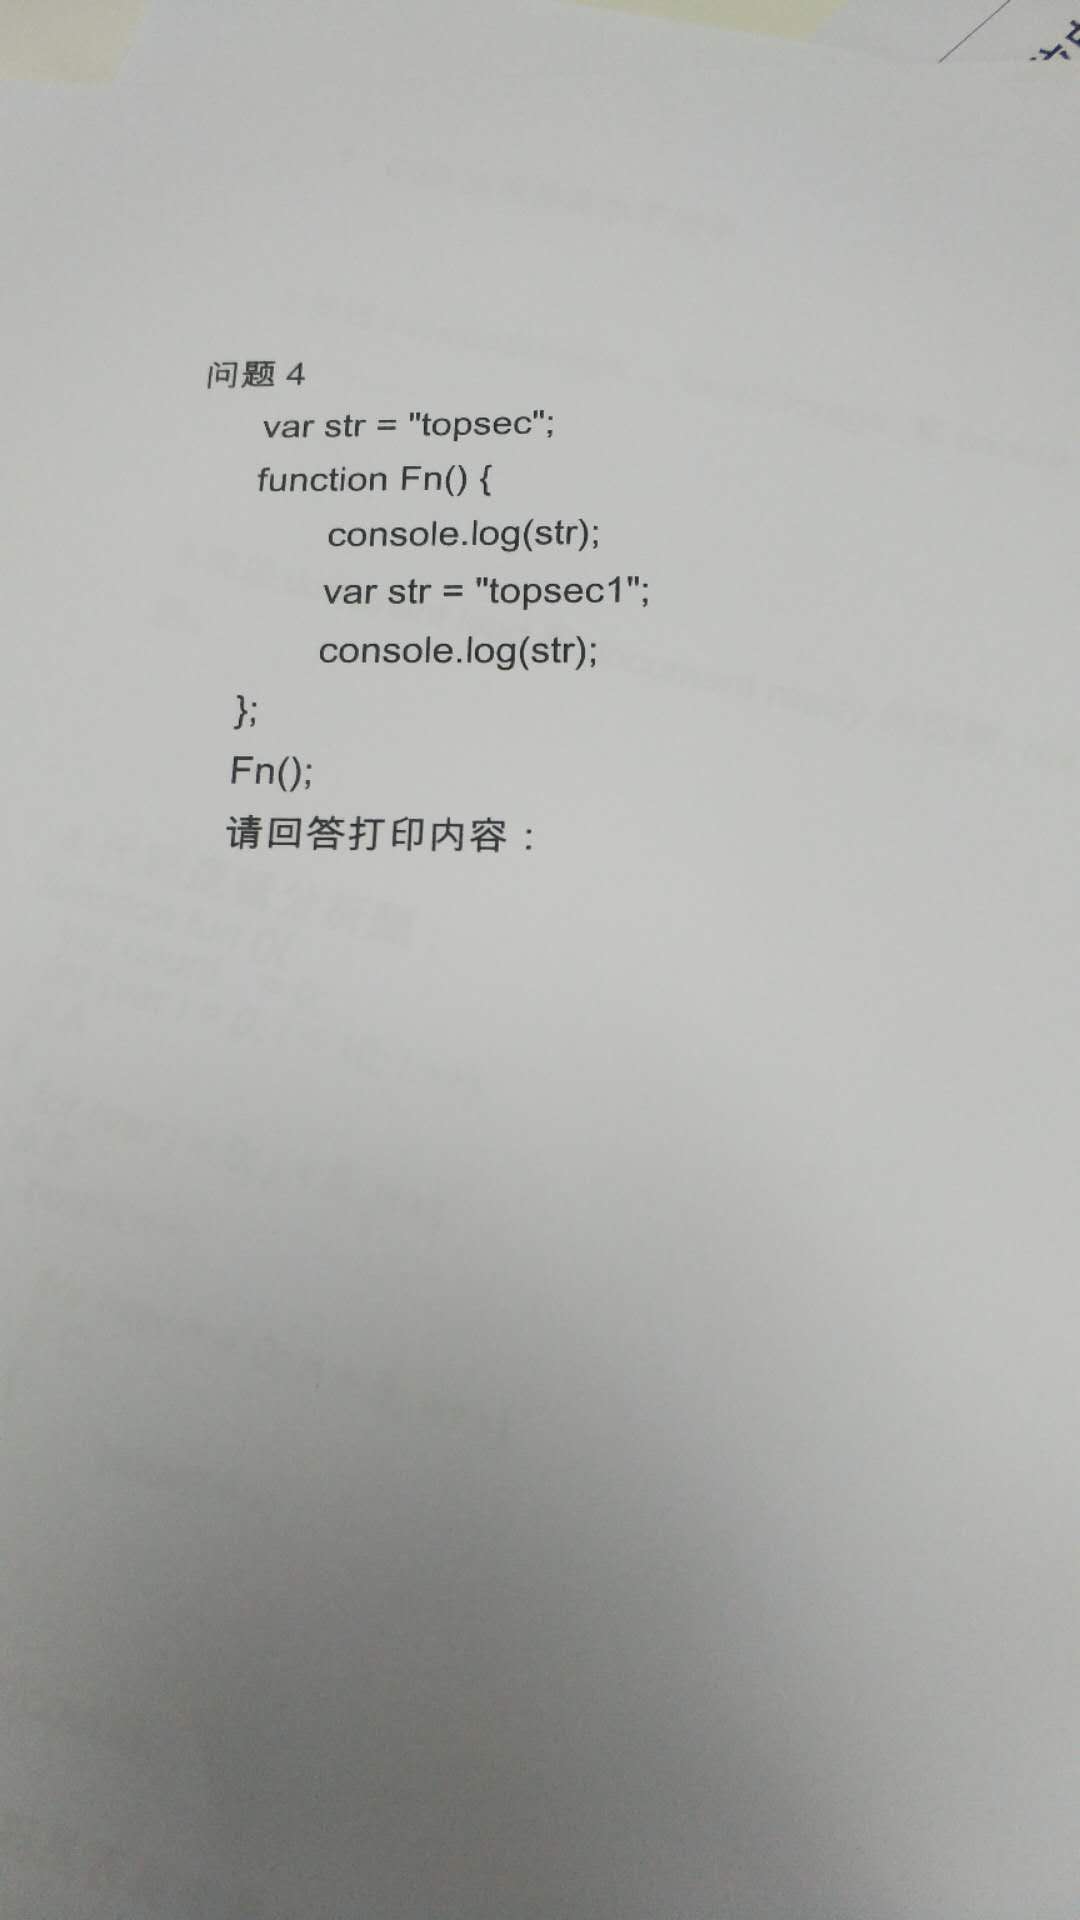 问题 4
var str = "topsec";
function Fn() {
console.log(str);
var str = "topsec1";
console.log(str);
};
Fn();
请回答打印内容：